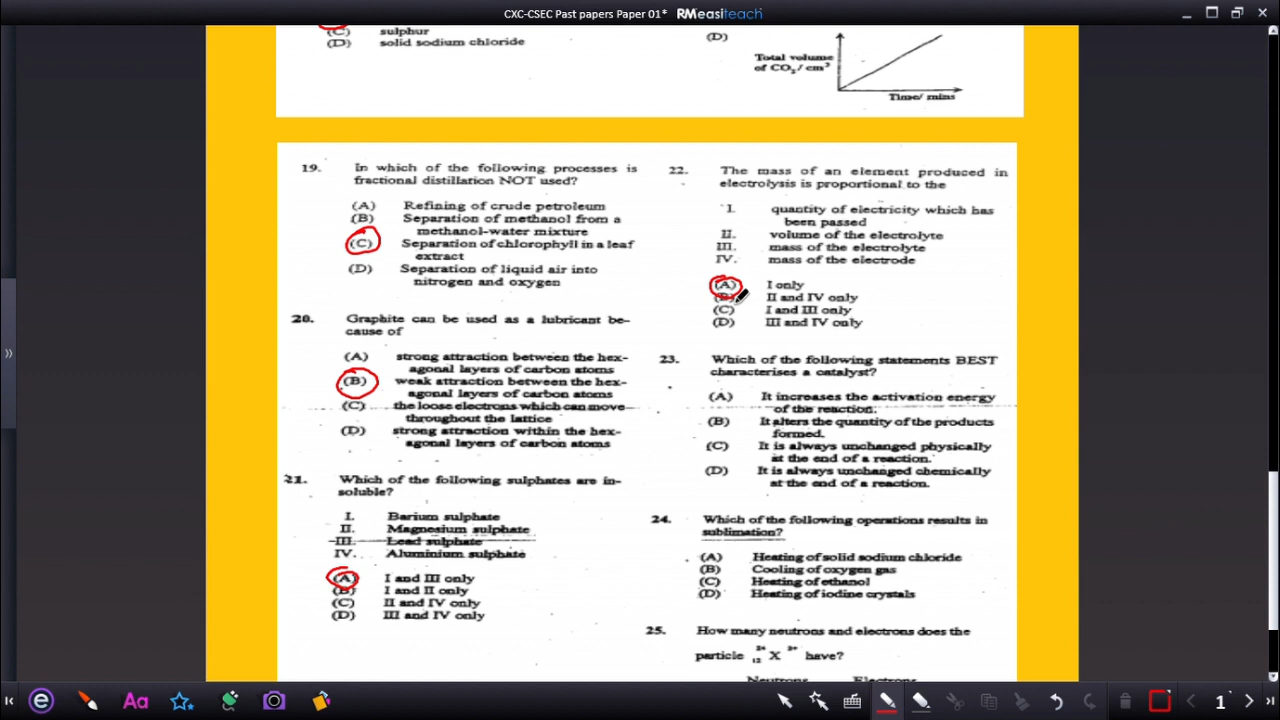 CXC-CSEC Past papers Paper 01* RMeasiteach
(C) sulphur
(D) solid sodium chloride
(D)
Total volume
of CO₂/ cm³
Time/ mins
19. In which of the following processes is
fractional distillation NOT used?
(A) Refining of crude petroleum
(B) Separation of methanol from a
methanol-water mixture
(C) Separation of chlorophyll in a leaf
extract
(D) Separation of liquid air into
nitrogen and oxygen
20. Graphite can be used as a lubricant be-
cause of
(A) strong attraction between the hex-
agonal layers of carbon atoms
(B) weak attraction between the hex-
agonal layers of carbon atoms
(C) the loose electrons which can move
throughout the lattice
(D) strong attraction within the hex-
agonal layers of carbon atoms
21. Which of the following sulphates are in-
soluble?
I. Barium sulphate
II. Magnesium sulphate
III. Lead sulphate
IV. Aluminium sulphate
(A) I and III only
(B) I and II only
(C) II and IV only
(D) III and IV only
22. The mass of an element produced in
electrolysis is proportional to the
I. quantity of electricity which has
been passed
II. volume of the electrolyte
III. mass of the electrolyte
IV. mass of the electrode
(A) I only
(B) II and IV only
(C) I and III only
(D) III and IV only
23. Which of the following statements BEST
characterises a catalyst?
(A) It increases the activation energy
of the reaction.
(B) It alters the quantity of the products
formed.
(C) It is always unchanged physically
at the end of a reaction.
(D) It is always unchanged chemically
at the end of a reaction.
24. Which of the following operations results in
sublimation?
(A) Heating of solid sodium chloride
(B) Cooling of oxygen gas
(C) Heating of ethanol
(D) Heating of iodine crystals
25. How many neutrons and electrons does the
particle ²⁴₁₂X²⁺ have?
Neutrons Electrons
Aa
1